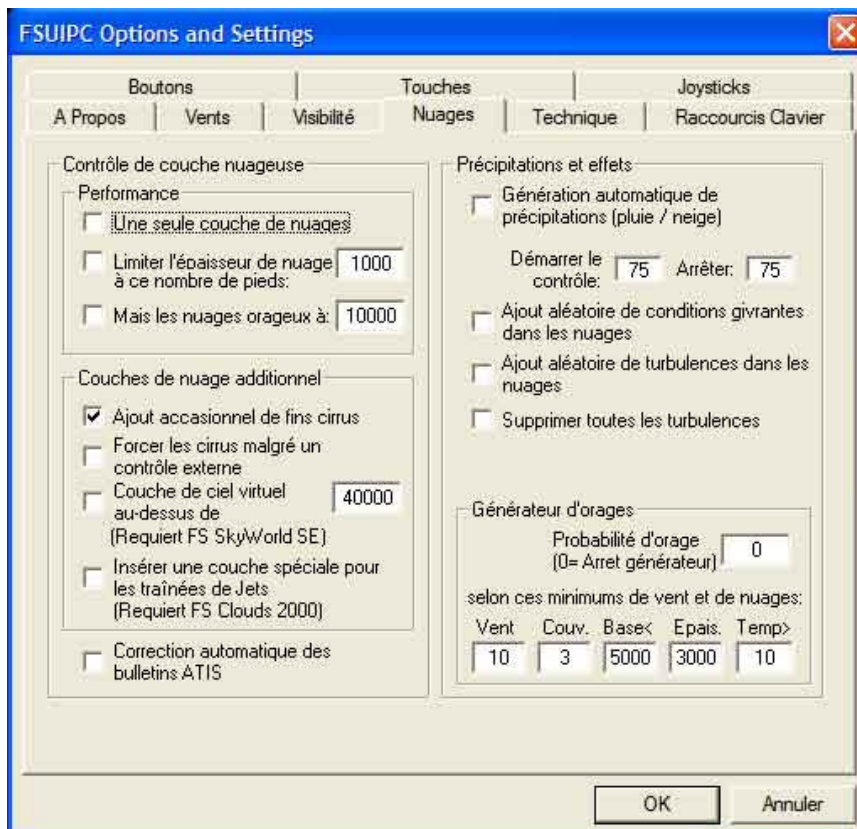 FSUIPC Options and Settings
Boutons
Touches
Joysticks
A Propos
Vents
Visibilité
Nuages
Technique
Raccourcis Clavier
Contrôle de couche nuageuse
Performance
Une seule couche de nuages
Limiter l'épaisseur de nuage
à ce nombre de pieds:
1000
Mais les nuages orageux à:
10000
Couches de nuage additionnel
Ajout accasionnel de fins cirrus
Forcer les cirrus malgré un
contrôle externe
Couche de ciel virtuel
au-dessus de
40000
(Requiert FS SkyWorld SE)
Insérer une couche spéciale pour
les traînées de Jets
(Requiert FS Clouds 2000)
Correction automatique des
bulletins ATIS
Précipitations et effets
Génération automatique de
précipitations (pluie / neige)
Démarrer le
contrôle:
75
Arrêter:
75
Ajout aléatoire de conditions givrantes
dans les nuages
Ajout aléatoire de turbulences dans les
nuages
Supprimer toutes les turbulences
Générateur d'orages
Probabilité d'orage
(0= Arret générateur)
0
selon ces minimums de vent et de nuages:
Vent Couv. Base< Epais. Temp>
10 3 5000 3000 10
OK
Annuler